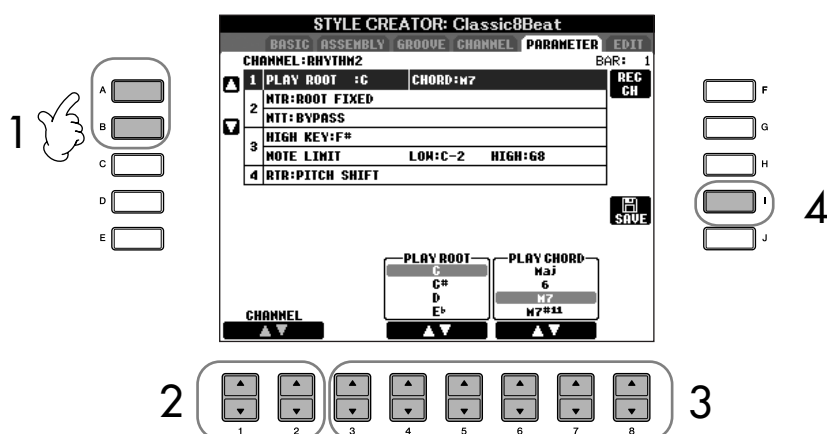 STYLE CREATOR: Classic8Beat
BASIC ASSEMBLY GROOVE CHANNEL PARAMETER EDIT
CHANNEL:RHYTHM2 BAR: 1
1 PLAY ROOT :C CHORD:M7 REC CH
2 NTR:ROOT FIXED
NTT:BYPASS
3 HIGH KEY:F#
NOTE LIMIT LOW:C-2 HIGH:G8
4 RTR:PITCH SHIFT
SAVE
PLAY ROOT PLAY CHORD
C Maj
C# 6
D M7
E♭ M7#11
CHANNEL
A
B
C
D
E
F
G
H
I
J
1
2
3
4
1 2 3 4 5 6 7 8